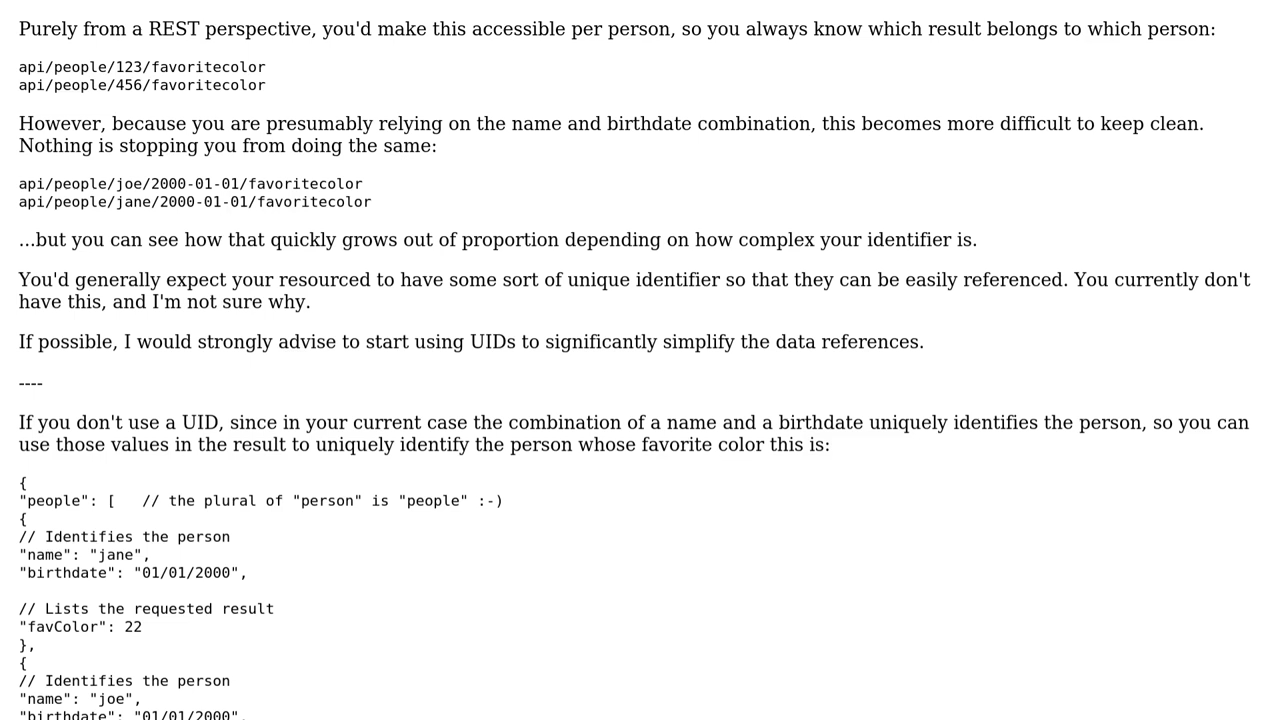 Purely from a REST perspective, you'd make this accessible per person, so you always know which result belongs to which person:
api/people/123/favoritecolor
api/people/456/favoritecolor
However, because you are presumably relying on the name and birthdate combination, this becomes more difficult to keep clean.
Nothing is stopping you from doing the same:
api/people/joe/2000-01-01/favoritecolor
api/people/jane/2000-01-01/favoritecolor
...but you can see how that quickly grows out of proportion depending on how complex your identifier is.
You'd generally expect your resourced to have some sort of unique identifier so that they can be easily referenced. You currently don't
have this, and I'm not sure why.
If possible, I would strongly advise to start using UIDs to significantly simplify the data references.
----
If you don't use a UID, since in your current case the combination of a name and a birthdate uniquely identifies the person, so you can
use those values in the result to uniquely identify the person whose favorite color this is:
{
"people": [   // the plural of "person" is "people" :-)
{
// Identifies the person
"name": "jane",
"birthdate": "01/01/2000",
// Lists the requested result
"favColor": 22
},
{
// Identifies the person
"name": "joe",
"birthdate": "01/01/2000",